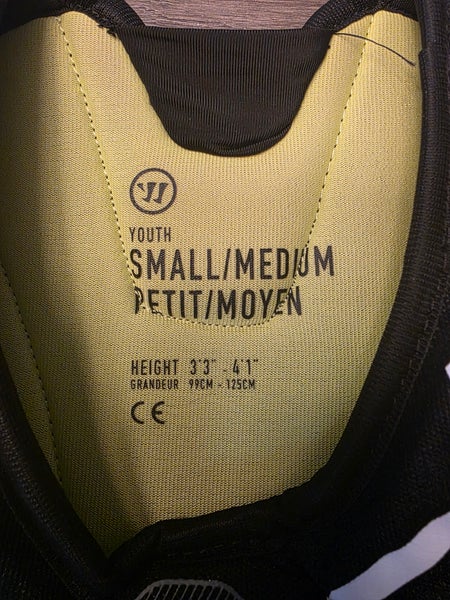 YOUTH
SMALL/MEDIUM
PETIT/MOYEN
HEIGHT 3'3" - 4'1"
GRANDEUR 99CM - 125CM
CE